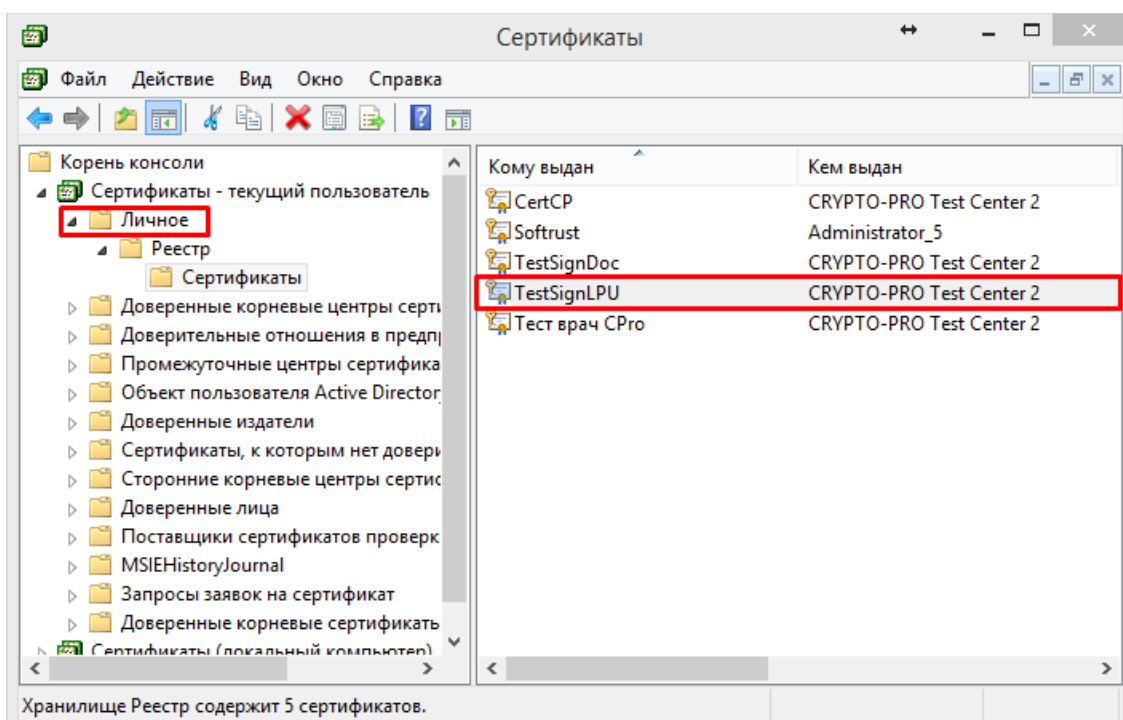 Сертификаты
Файл Действие Вид Окно Справка
Корень консоли
Сертификаты - текущий пользователь
Личное
Реестр
Сертификаты
Доверенные корневые центры серти
Доверительные отношения в предп
Промежуточные центры сертифика
Объект пользователя Active Director
Доверенные издатели
Сертификаты, к которым нет довери
Сторонние корневые центры сертис
Доверенные лица
Поставщики сертификатов проверк
MSIEHistoryJournal
Запросы заявок на сертификат
Доверенные корневые сертификать
Сертификаты (локальный компьютер)
Кому выдан Кем выдан
CertCP CRYPTO-PRO Test Center 2
Softrust Administrator_5
TestSignDoc CRYPTO-PRO Test Center 2
TestSignLPU CRYPTO-PRO Test Center 2
Тест врач CPro CRYPTO-PRO Test Center 2
Хранилище Реестр содержит 5 сертификатов.